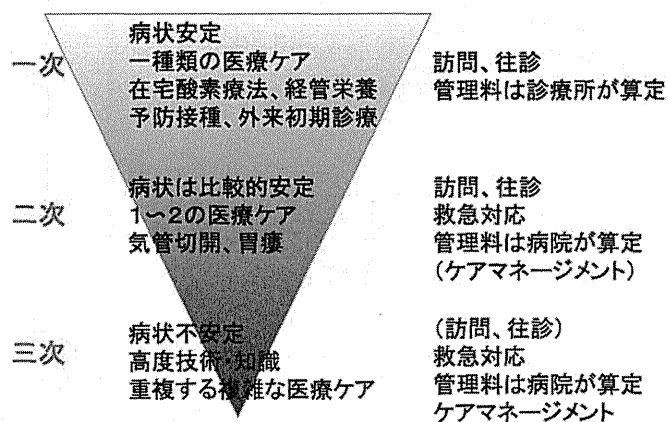 一次
病状安定
一種類の医療ケア
在宅酸素療法、経管栄養
予防接種、外来初期診療
訪問、往診
管理料は診療所が算定
二次
病状は比較的安定
1~2の医療ケア
気管切開、胃瘻
訪問、往診
救急対応
管理料は病院が算定
(ケアマネージメント)
三次
病状不安定
高度技術・知識
重複する複雑な医療ケア
(訪問、往診)
救急対応
管理料は病院が算定
ケアマネージメント